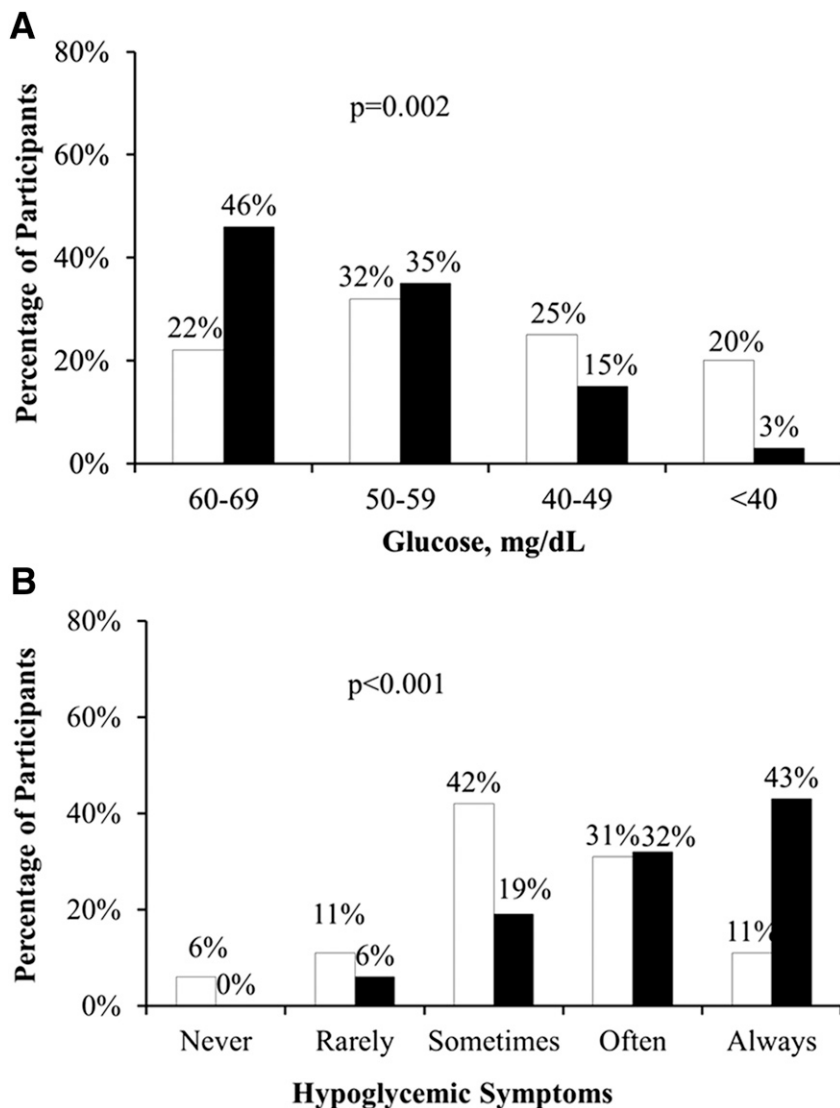 A
80%
p=0.002
60%
46%
40%
32% 35%
22% 25% 20%
20%
15%
3%
0%
60-69 50-59 40-49 <40
Glucose, mg/dL
Percentage of Participants
B
80%
p<0.001
60%
42% 43%
40%
31% 32%
20%
19%
11% 11%
6% 0% 6%
0%
Never Rarely Sometimes Often Always
Hypoglycemic Symptoms
Percentage of Participants